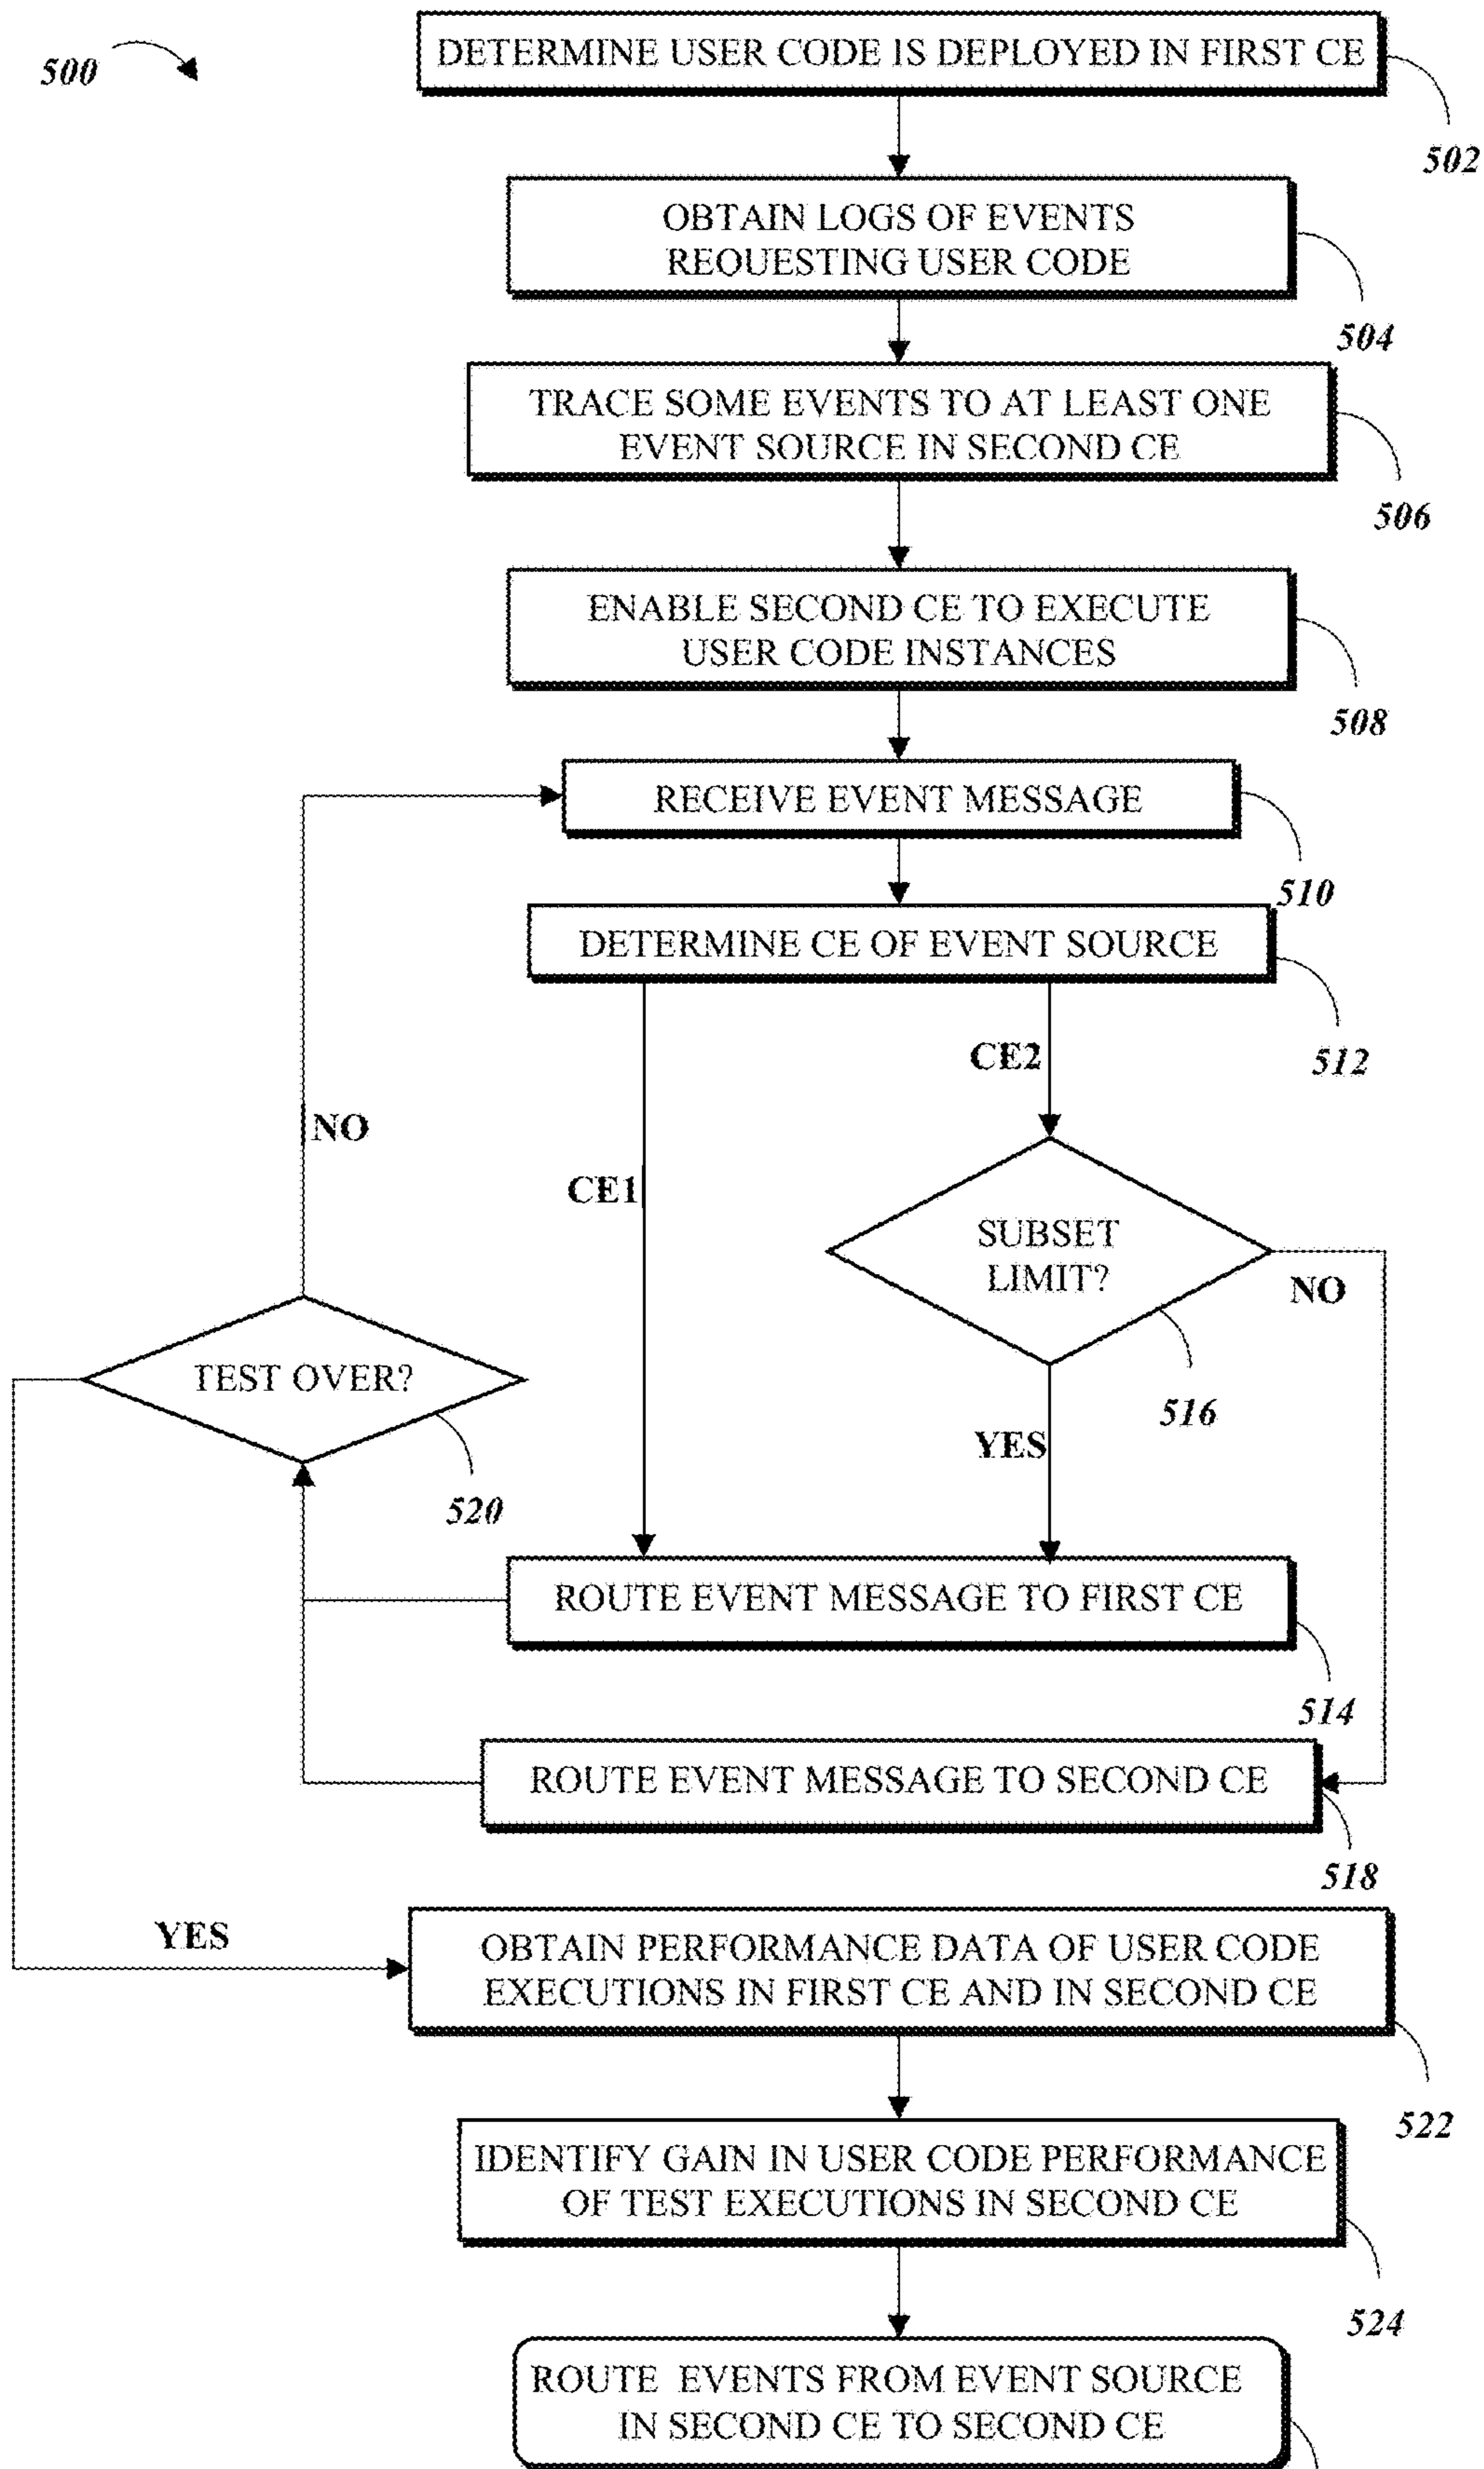 500
DETERMINE USER CODE IS DEPLOYED IN FIRST CE
502
OBTAIN LOGS OF EVENTS
REQUESTING USER CODE
504
TRACE SOME EVENTS TO AT LEAST ONE
EVENT SOURCE IN SECOND CE
506
ENABLE SECOND CE TO EXECUTE
USER CODE INSTANCES
508
RECEIVE EVENT MESSAGE
510
DETERMINE CE OF EVENT SOURCE
512
CE2
NO
CE1
SUBSET
LIMIT?
NO
516
YES
TEST OVER?
520
ROUTE EVENT MESSAGE TO FIRST CE
514
ROUTE EVENT MESSAGE TO SECOND CE
518
YES
OBTAIN PERFORMANCE DATA OF USER CODE
EXECUTIONS IN FIRST CE AND IN SECOND CE
522
IDENTIFY GAIN IN USER CODE PERFORMANCE
OF TEST EXECUTIONS IN SECOND CE
524
ROUTE EVENTS FROM EVENT SOURCE
IN SECOND CE TO SECOND CE